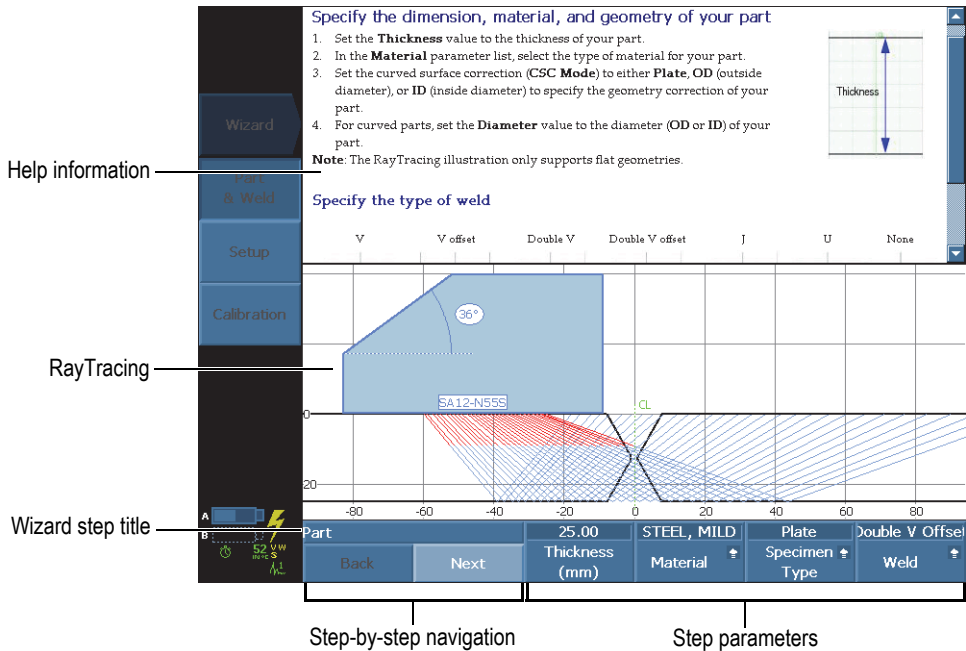 Specify the dimension, material, and geometry of your part
1. Set the Thickness value to the thickness of your part.
2. In the Material parameter list, select the type of material for your part.
3. Set the curved surface correction (CSC Mode) to either Plate, OD (outside
diameter), or ID (inside diameter) to specify the geometry correction of your
part.
4. For curved parts, set the Diameter value to the diameter (OD or ID) of your
part.
Note: The RayTracing illustration only supports flat geometries.
Thickness
Specify the type of weld
V V offset Double V Double V offset J U None
Wizard
Part
& Weld
Setup
Calibration
Help information
RayTracing
Wizard step title
36°
SA12-N55S
CL
0
20
-80 -60 -40 -20 0 20 40 60 80
A
B
52
IN °C
V W
S
1
Part
Back
Next
25.00
Thickness
(mm)
STEEL, MILD
Material
Plate
Specimen
Type
Double V Offset
Weld
Step-by-step navigation
Step parameters